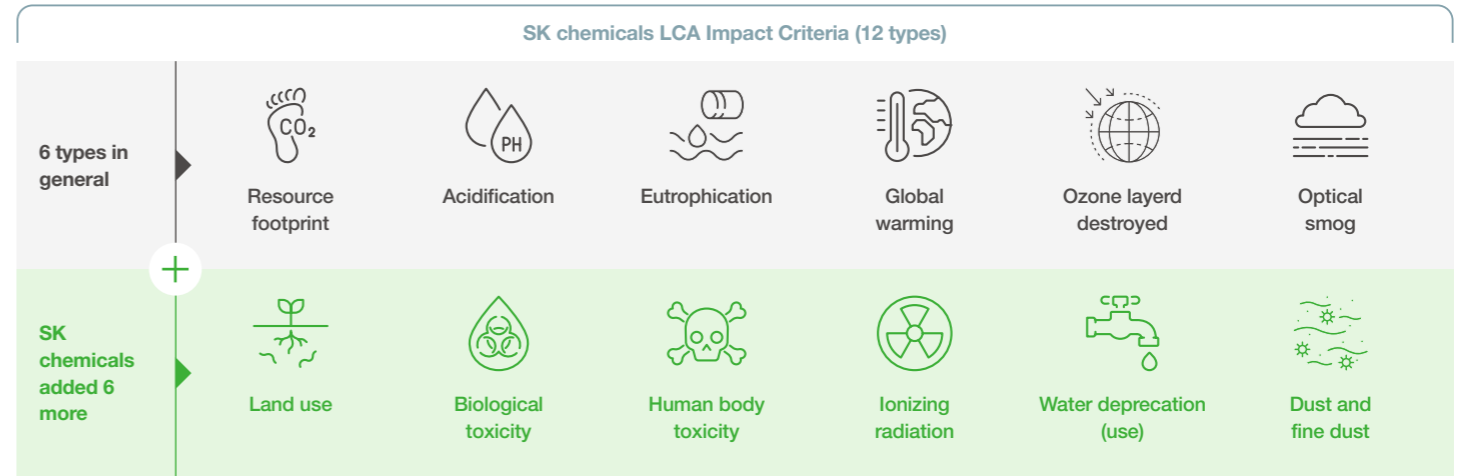 SK chemicals LCA Impact Criteria (12 types)
6 types in
general
CO₂
PH
Resource
footprint
Acidification
Eutrophication
Global
warming
Ozone layerd
destroyed
Optical
smog
SK
chemicals
added 6
more
Land use
Biological
toxicity
Human body
toxicity
Ionizing
radiation
Water deprecation
(use)
Dust and
fine dust